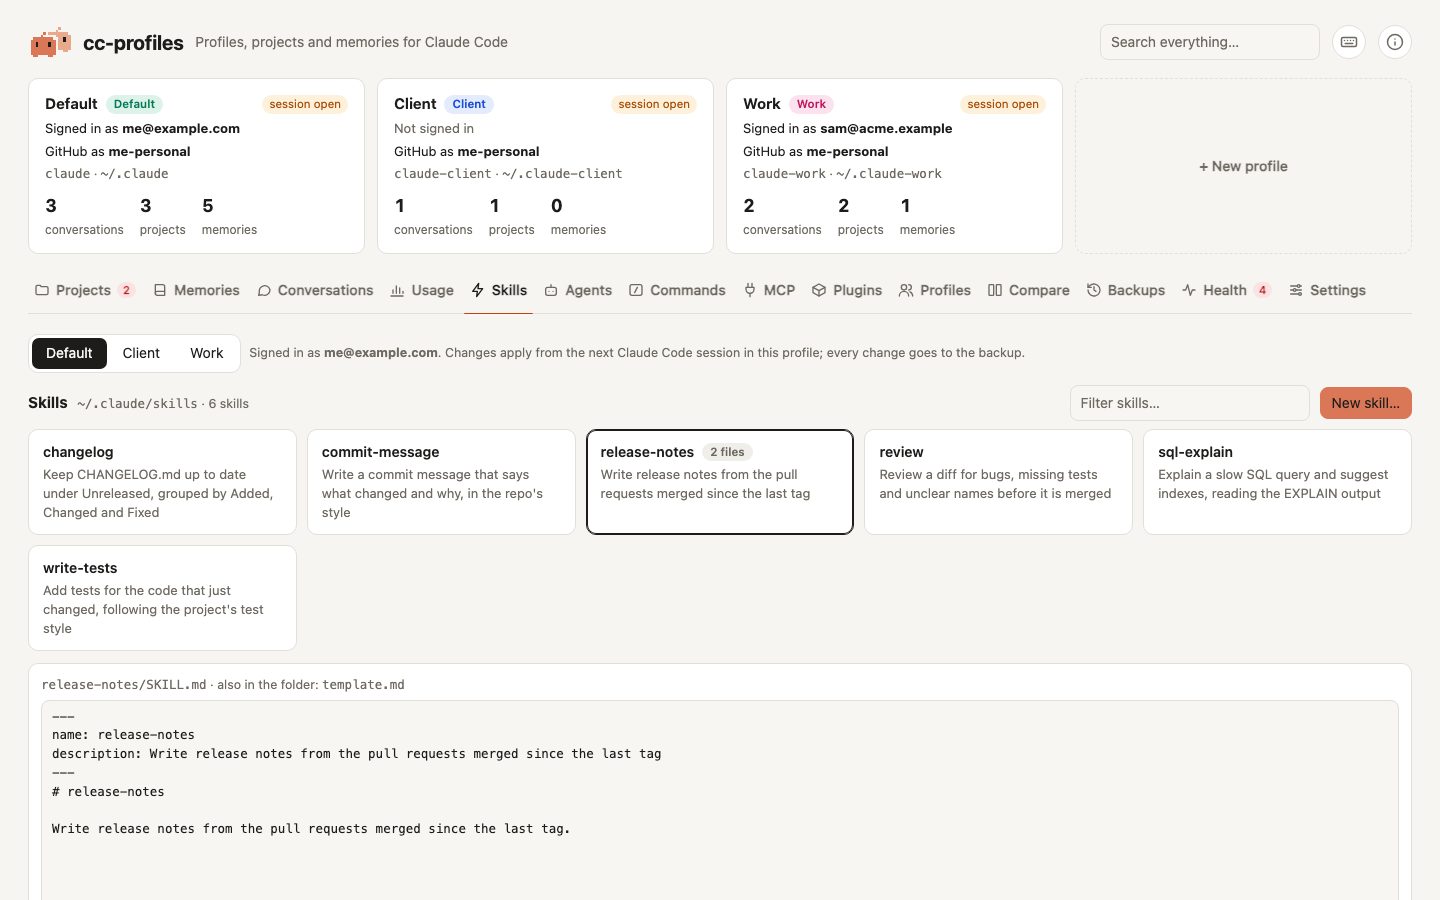 cc-profiles
Profiles, projects and memories for Claude Code
Search everything...
Default
Default
session open
Signed in as me@example.com
GitHub as me-personal
claude · ~/.claude
3
3
5
conversations
projects
memories
Client
Client
session open
Not signed in
GitHub as me-personal
claude-client · ~/.claude-client
1
1
0
conversations
projects
memories
Work
Work
session open
Signed in as sam@acme.example
GitHub as me-personal
claude-work · ~/.claude-work
2
2
1
conversations
projects
memories
+ New profile
Projects 2
Memories
Conversations
Usage
Skills
Agents
Commands
MCP
Plugins
Profiles
Compare
Backups
Health 4
Settings
Default
Client
Work
Signed in as me@example.com. Changes apply from the next Claude Code session in this profile; every change goes to the backup.
Skills ~/.claude/skills · 6 skills
Filter skills...
New skill...
changelog
Keep CHANGELOG.md up to date
under Unreleased, grouped by Added,
Changed and Fixed
commit-message
Write a commit message that says
what changed and why, in the repo's
style
release-notes
2 files
Write release notes from the pull
requests merged since the last tag
review
Review a diff for bugs, missing tests
and unclear names before it is merged
sql-explain
Explain a slow SQL query and suggest
indexes, reading the EXPLAIN output
write-tests
Add tests for the code that just
changed, following the project's test
style
release-notes/SKILL.md · also in the folder: template.md
---
name: release-notes
description: Write release notes from the pull requests merged since the last tag
---
# release-notes
Write release notes from the pull requests merged since the last tag.